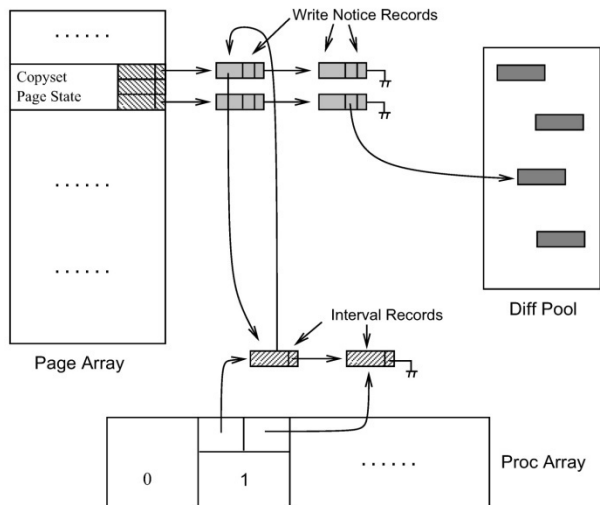 Write Notice Records
. . . . . .
Copyset
Page State
. . . . . .
. . . . . .
Diff Pool
Interval Records
Page Array
Proc Array
. . . . . .
0
1